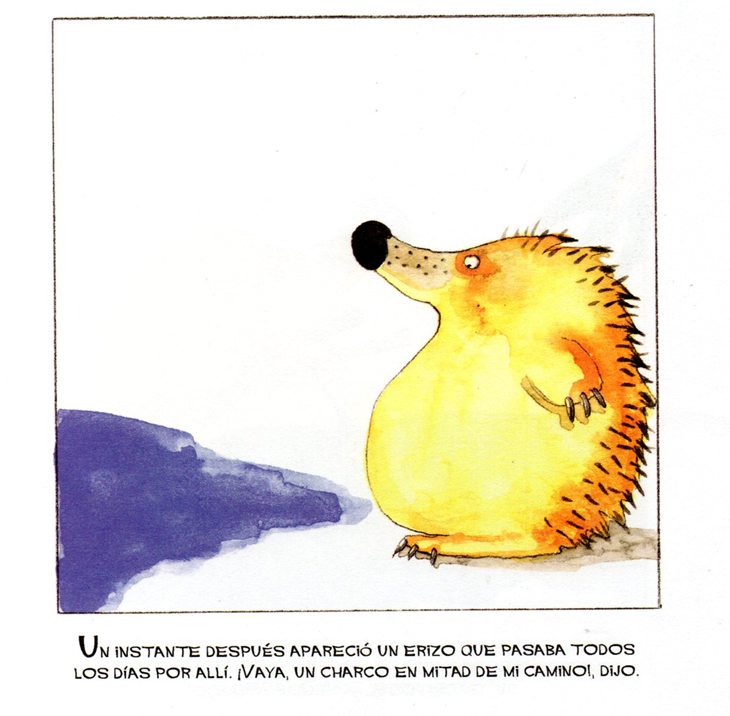 Un instante después apareció un erizo que pasaba todos
los días por allí. ¡Vaya, un charco en mitad de mi camino!, dijo.